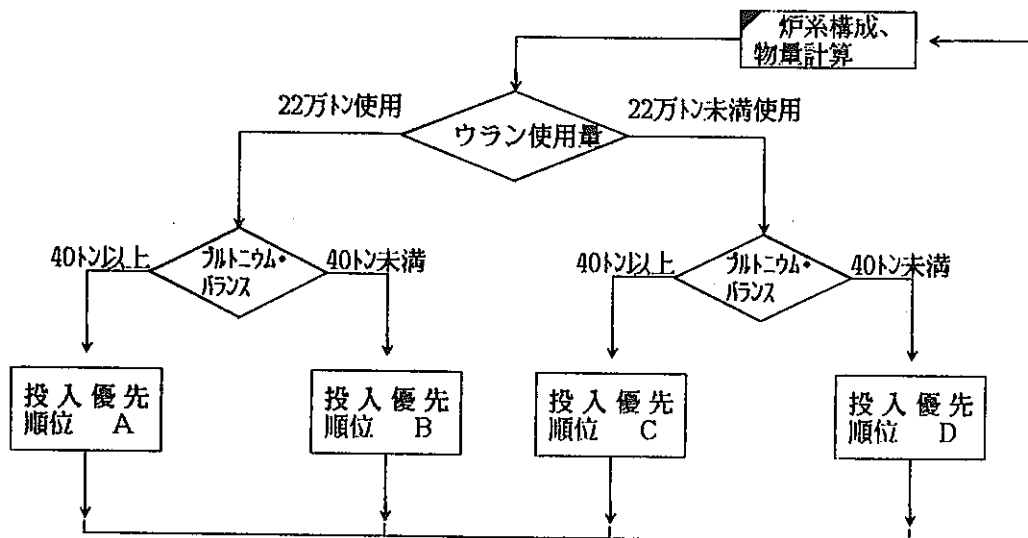 炉系構成、
物量計算
22万トン使用
22万トン未満使用
ウラン使用量
40トン以上
プルトニウム・
バランス
40トン未満
40トン以上
プルトニウム・
バランス
40トン未満
投入優先
順位 A
投入優先
順位 B
投入優先
順位 C
投入優先
順位 D